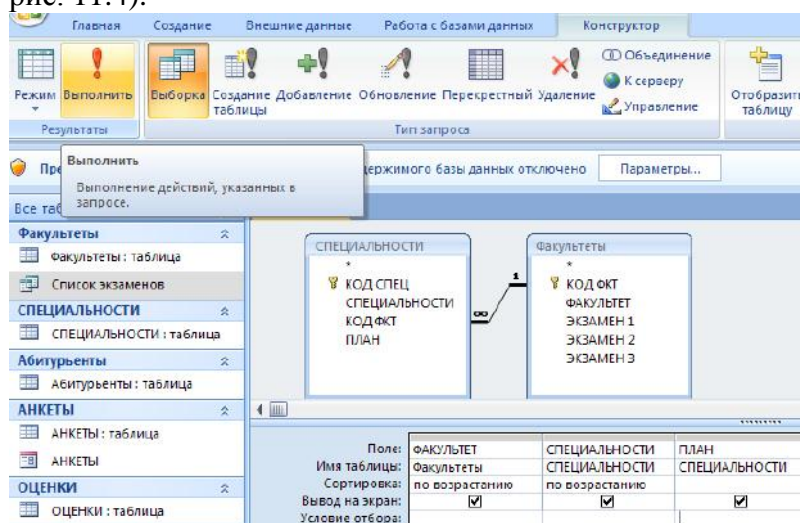 рис. 11.4).
Главная Создание Внешние данные Работа с базами данных Конструктор
Режим Выполнить Выборка Создание таблицы Добавление Обновление Перекрестный Удаление
Объединение
К серверу
Управление
Отобразить таблицу
Результаты Тип запроса
держимого базы данных отключено Параметры...
Выполнить
Выполнение действий, указанных в
запросе.
Факультеты
Факультеты : таблица
Список экзаменов
СПЕЦИАЛЬНОСТИ
СПЕЦИАЛЬНОСТИ : таблица
Абитурьенты
Абитурьенты : таблица
АНКЕТЫ
АНКЕТЫ : таблица
АНКЕТЫ
ОЦЕНКИ
ОЦЕНКИ : таблица
СПЕЦИАЛЬНОСТИ
*
КОД СПЕЦ
СПЕЦИАЛЬНОСТИ
КОД ФКТ
ПЛАН
∞ 1
Факультеты
*
КОД ФКТ
ФАКУЛЬТЕТ
ЭКЗАМЕН 1
ЭКЗАМЕН 2
ЭКЗАМЕН 3
Поле: ФАКУЛЬТЕТ СПЕЦИАЛЬНОСТИ ПЛАН
Имя таблицы: Факультеты СПЕЦИАЛЬНОСТИ СПЕЦИАЛЬНОСТИ
Сортировка: по возрастанию по возрастанию
Вывод на экран:
Условие отбора: